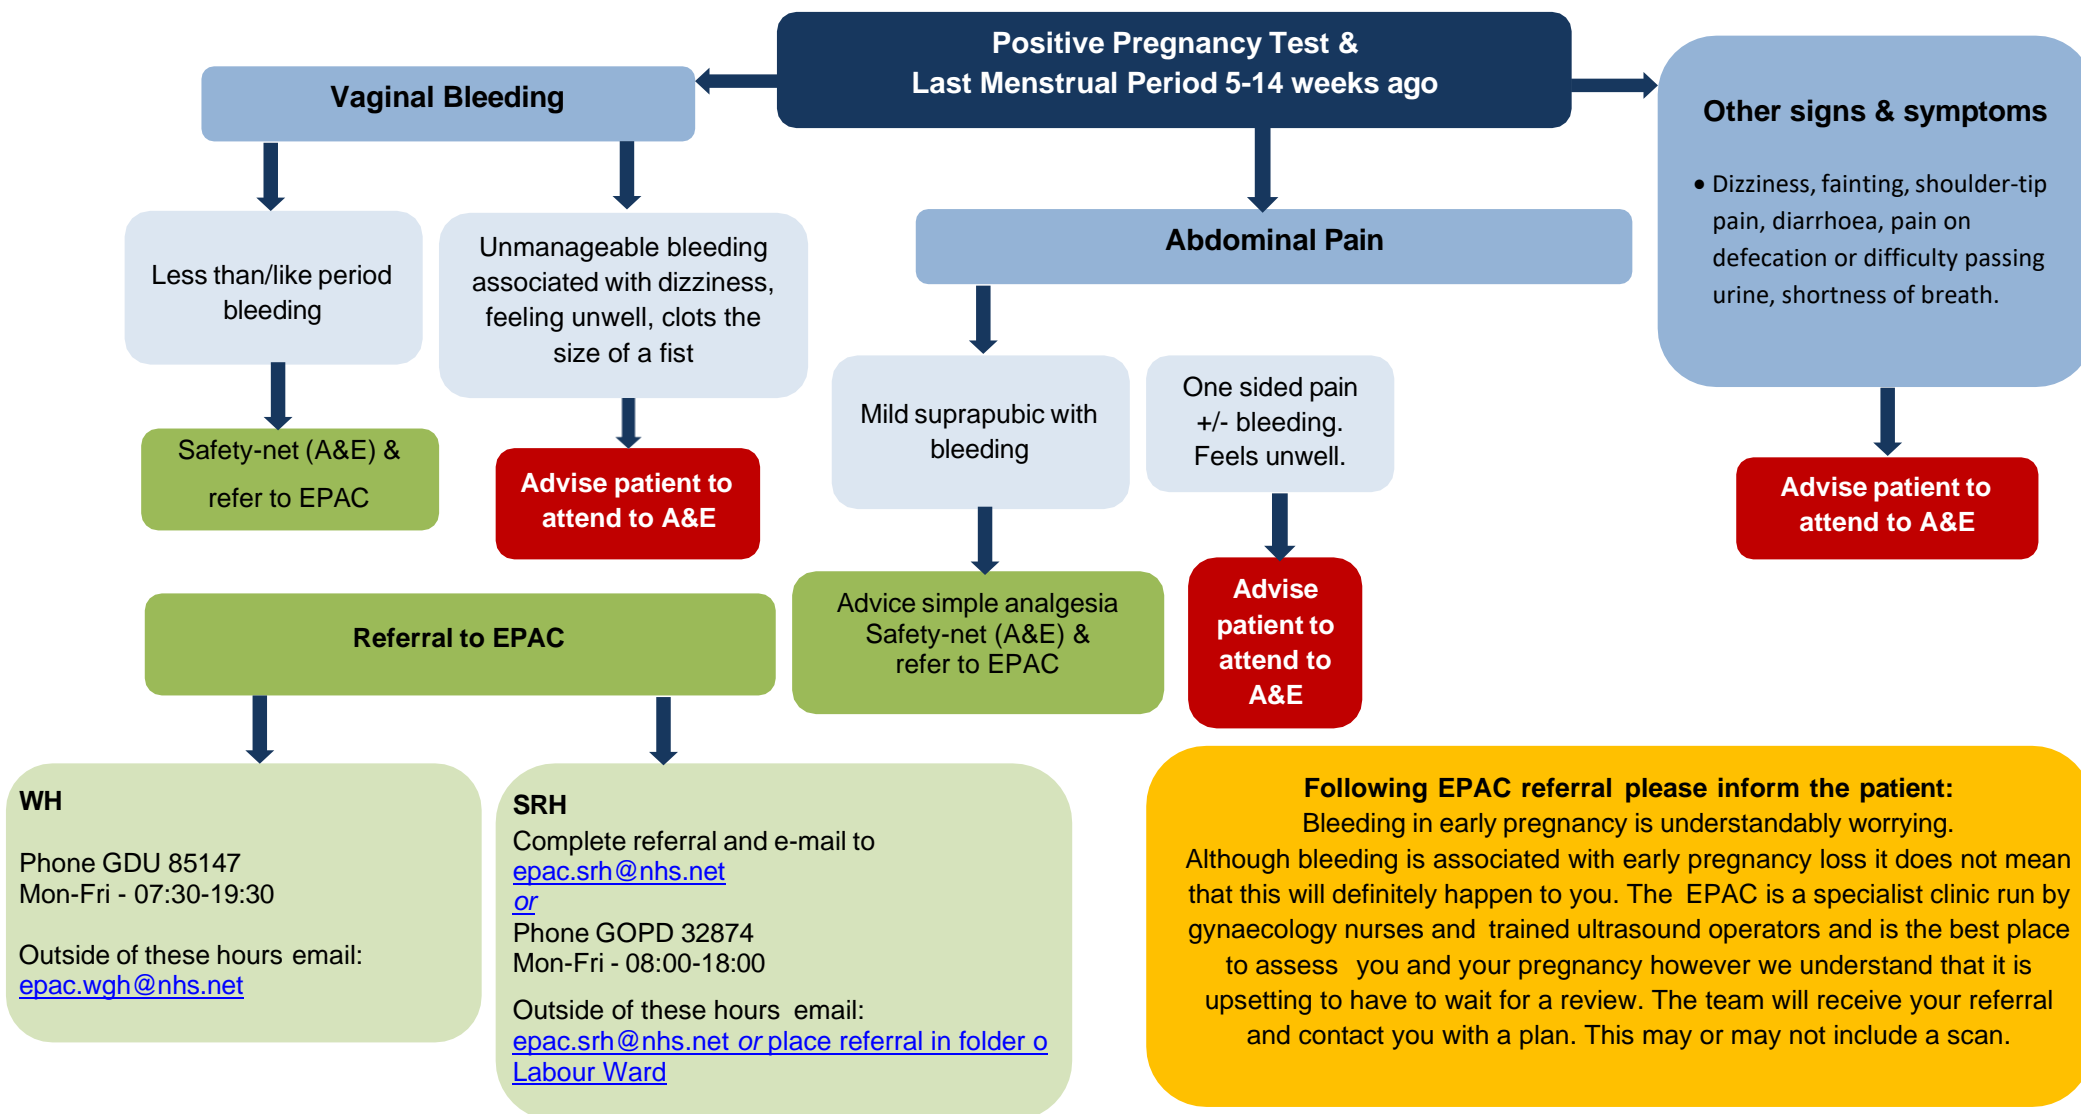 Positive Pregnancy Test &
Last Menstrual Period 5-14 weeks ago
Vaginal Bleeding
Less than/like period
bleeding
Safety-net (A&E) &
refer to EPAC
Unmanageable bleeding
associated with dizziness,
feeling unwell, clots the
size of a fist
Advise patient to
attend to A&E
Abdominal Pain
Mild suprapubic with
bleeding
Advice simple analgesia
Safety-net (A&E) &
refer to EPAC
One sided pain
+/- bleeding.
Feels unwell.
Advise
patient to
attend to
A&E
Other signs & symptoms
• Dizziness, fainting, shoulder-tip
pain, diarrhoea, pain on
defecation or difficulty passing
urine, shortness of breath.
Advise patient to
attend to A&E
Referral to EPAC
WH
Phone GDU 85147
Mon-Fri - 07:30-19:30
Outside of these hours email:
epac.wgh@nhs.net
SRH
Complete referral and e-mail to
epac.srh@nhs.net
or
Phone GOPD 32874
Mon-Fri - 08:00-18:00
Outside of these hours email:
epac.srh@nhs.net or place referral in folder o
Labour Ward
Following EPAC referral please inform the patient:
Bleeding in early pregnancy is understandably worrying.
Although bleeding is associated with early pregnancy loss it does not mean
that this will definitely happen to you. The EPAC is a specialist clinic run by
gynaecology nurses and trained ultrasound operators and is the best place
to assess you and your pregnancy however we understand that it is
upsetting to have to wait for a review. The team will receive your referral
and contact you with a plan. This may or may not include a scan.